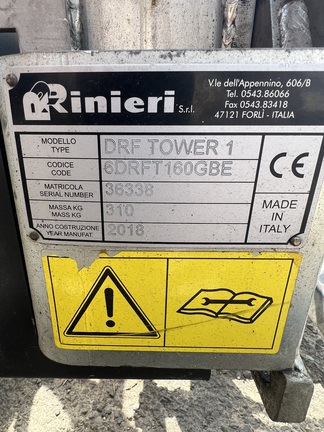 Rinieri S.r.l.
V.le dell'Appennino, 606/B
Tel. 0543.86066
Fax 0543.83418
47121 FORLÌ - ITALIA
MODELLO
TYPE
DRF TOWER 1
CODICE
CODE
6DRFT160GBE
MATRICOLA
SERIAL NUMBER
36338
MASSA KG
MASS KG
310
ANNO COSTRUZIONE
YEAR MANUFAT.
2018
CE
MADE IN
ITALY